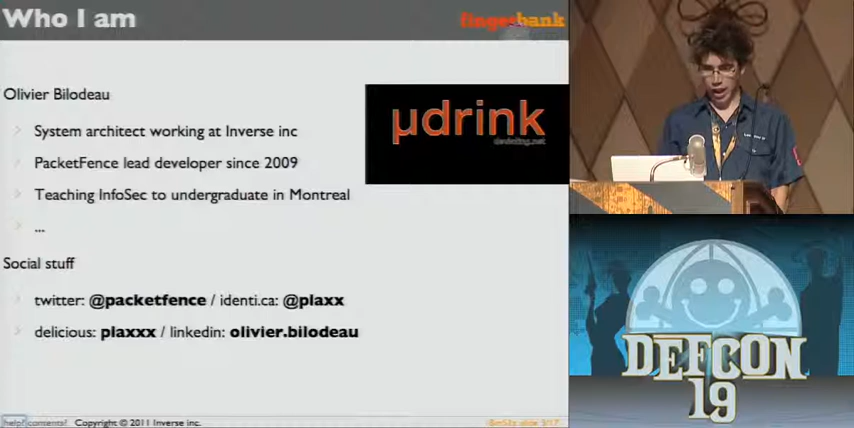 Who I am
fingerbank
Olivier Bilodeau
System architect working at Inverse inc
PacketFence lead developer since 2009
Teaching InfoSec to undergraduate in Montreal
...
µdrink
Social stuff
twitter: @packetfence / identi.ca: @plaxx
delicious: plaxxx / linkedin: olivier.bilodeau
help? contents? Copyright © 2011 Inverse inc.
DEFCON
19